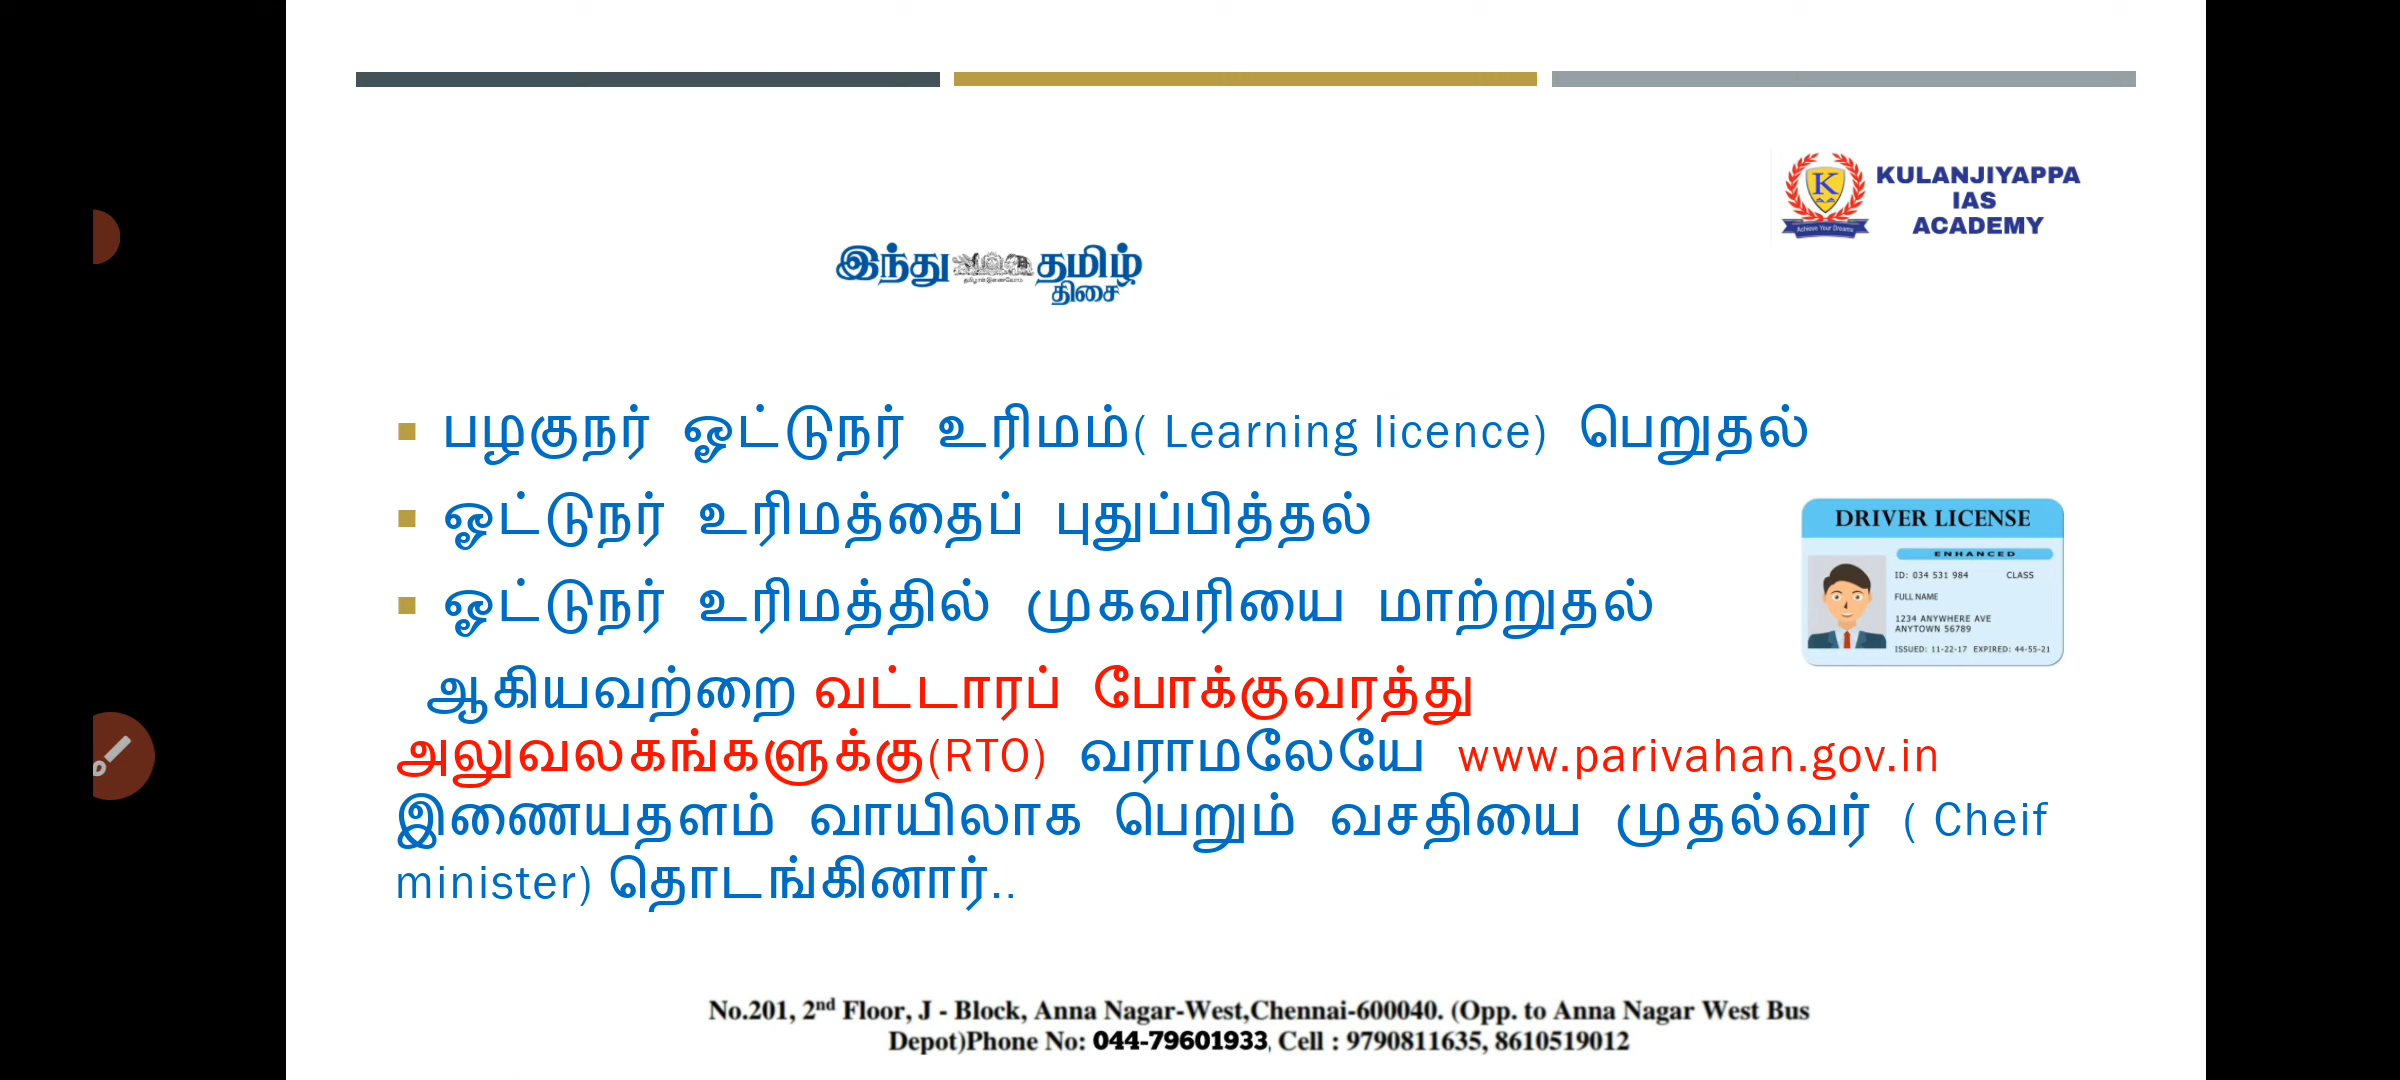 KULANJIYAPPA
IAS
ACADEMY
Achieve Your Dreams
இந்து தமிழ்
திசை
பழகுநர் ஓட்டுநர் உரிமம்( Learning licence) பெறுதல்
ஓட்டுநர் உரிமத்தைப் புதுப்பித்தல்
ஓட்டுநர் உரிமத்தில் முகவரியை மாற்றுதல்
DRIVER LICENSE
ENHANCED
ID: 034 531 984 CLASS
FULL NAME
1234 ANYWHERE AVE
ANYTOWN 56789
ISSUED: 11-22-17 EXPIRED: 44-55-21
ஆகியவற்றை வட்டாரப் போக்குவரத்து
அலுவலகங்களுக்கு(RTO) வராமலேயே www.parivahan.gov.in
இணையதளம் வாயிலாக பெறும் வசதியை முதல்வர் ( Cheif
minister) தொடங்கினார்..
No.201, 2nd Floor, J - Block, Anna Nagar-West,Chennai-600040. (Opp. to Anna Nagar West Bus
Depot)Phone No: 044-79601933, Cell : 9790811635, 8610519012